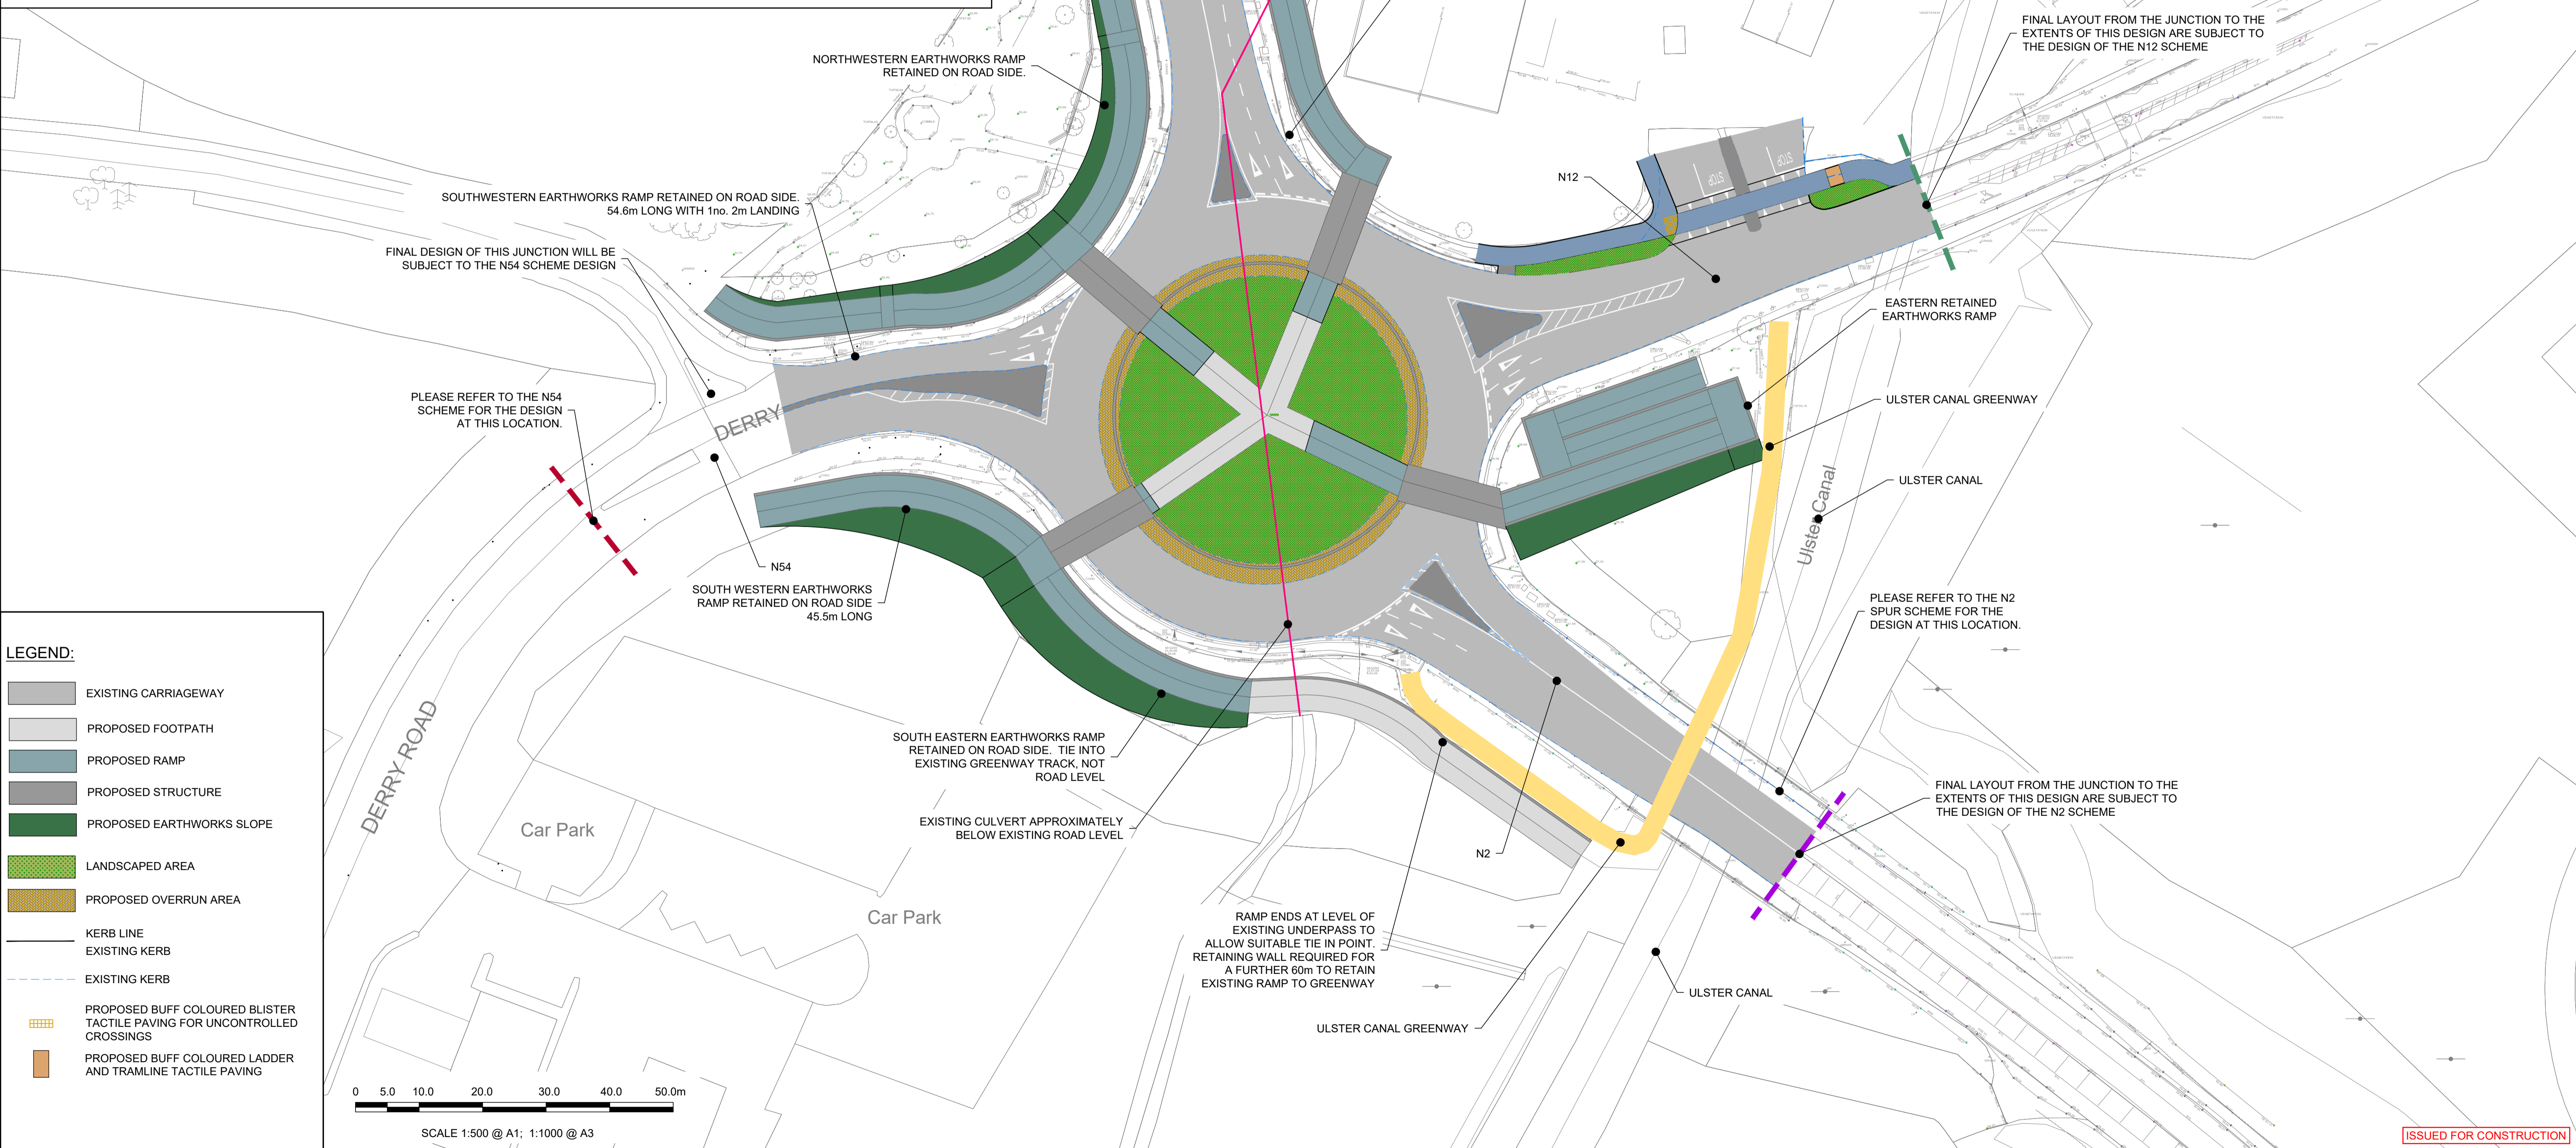 NORTHWESTERN EARTHWORKS RAMP
RETAINED ON ROAD SIDE.
FINAL LAYOUT FROM THE JUNCTION TO THE
EXTENTS OF THIS DESIGN ARE SUBJECT TO
THE DESIGN OF THE N12 SCHEME
N12
STOP
STOP
SOUTHWESTERN EARTHWORKS RAMP RETAINED ON ROAD SIDE.
54.6m LONG WITH 1no. 2m LANDING
FINAL DESIGN OF THIS JUNCTION WILL BE
SUBJECT TO THE N54 SCHEME DESIGN
EASTERN RETAINED
EARTHWORKS RAMP
PLEASE REFER TO THE N54
SCHEME FOR THE DESIGN
AT THIS LOCATION.
DERRY
ULSTER CANAL GREENWAY
ULSTER CANAL
Ulster Canal
N54
SOUTH WESTERN EARTHWORKS
RAMP RETAINED ON ROAD SIDE
45.5m LONG
PLEASE REFER TO THE N2
SPUR SCHEME FOR THE
DESIGN AT THIS LOCATION.
DERRY ROAD
Car Park
Car Park
SOUTH EASTERN EARTHWORKS RAMP
RETAINED ON ROAD SIDE. TIE INTO
EXISTING GREENWAY TRACK, NOT
ROAD LEVEL
EXISTING CULVERT APPROXIMATELY
BELOW EXISTING ROAD LEVEL
FINAL LAYOUT FROM THE JUNCTION TO THE
EXTENTS OF THIS DESIGN ARE SUBJECT TO
THE DESIGN OF THE N2 SCHEME
N2
RAMP ENDS AT LEVEL OF
EXISTING UNDERPASS TO
ALLOW SUITABLE TIE IN POINT.
RETAINING WALL REQUIRED FOR
A FURTHER 60m TO RETAIN
EXISTING RAMP TO GREENWAY
ULSTER CANAL
ULSTER CANAL GREENWAY
LEGEND:
EXISTING CARRIAGEWAY
PROPOSED FOOTPATH
PROPOSED RAMP
PROPOSED STRUCTURE
PROPOSED EARTHWORKS SLOPE
LANDSCAPED AREA
PROPOSED OVERRUN AREA
KERB LINE
EXISTING KERB
EXISTING KERB
PROPOSED BUFF COLOURED BLISTER
TACTILE PAVING FOR UNCONTROLLED
CROSSINGS
PROPOSED BUFF COLOURED LADDER
AND TRAMLINE TACTILE PAVING
0 5.0 10.0 20.0 30.0 40.0 50.0m
SCALE 1:500 @ A1; 1:1000 @ A3
ISSUED FOR CONSTRUCTION